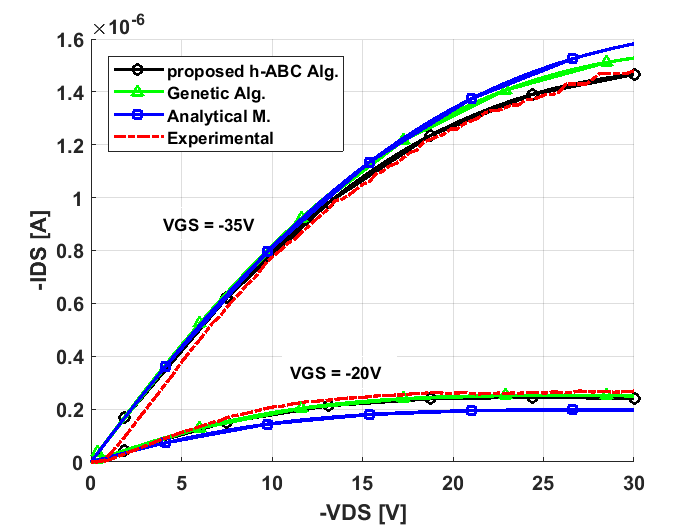 ×10-6
1.6
1.4
1.2
1
0.8
0.6
0.4
0.2
0
-IDS [A]
proposed h-ABC Alg.
Genetic Alg.
Analytical M.
Experimental
VGS = -35V
VGS = -20V
0 5 10 15 20 25 30
-VDS [V]